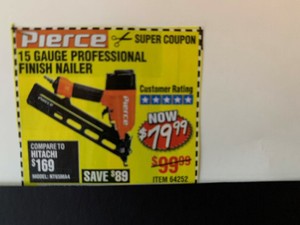 Pierce SUPER COUPON
15 GAUGE PROFESSIONAL
FINISH NAILER
Customer Rating
PIERCE
NOW
$79.99
$99.99
COMPARE TO
HITACHI
$169
SAVE $89
ITEM 64252